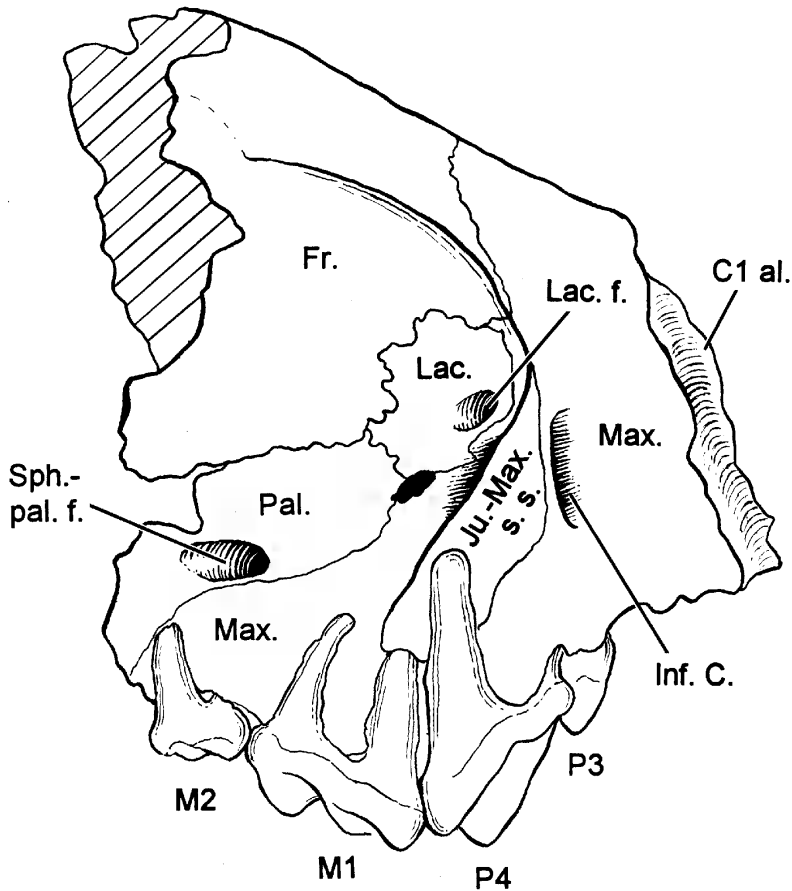 Fr.
C1 al.
Lac. f.
Lac.
Max.
Sph.-
pal. f.
Pal.
Ju.-Max.
s. s.
Max.
Inf. C.
P3
M2
M1
P4